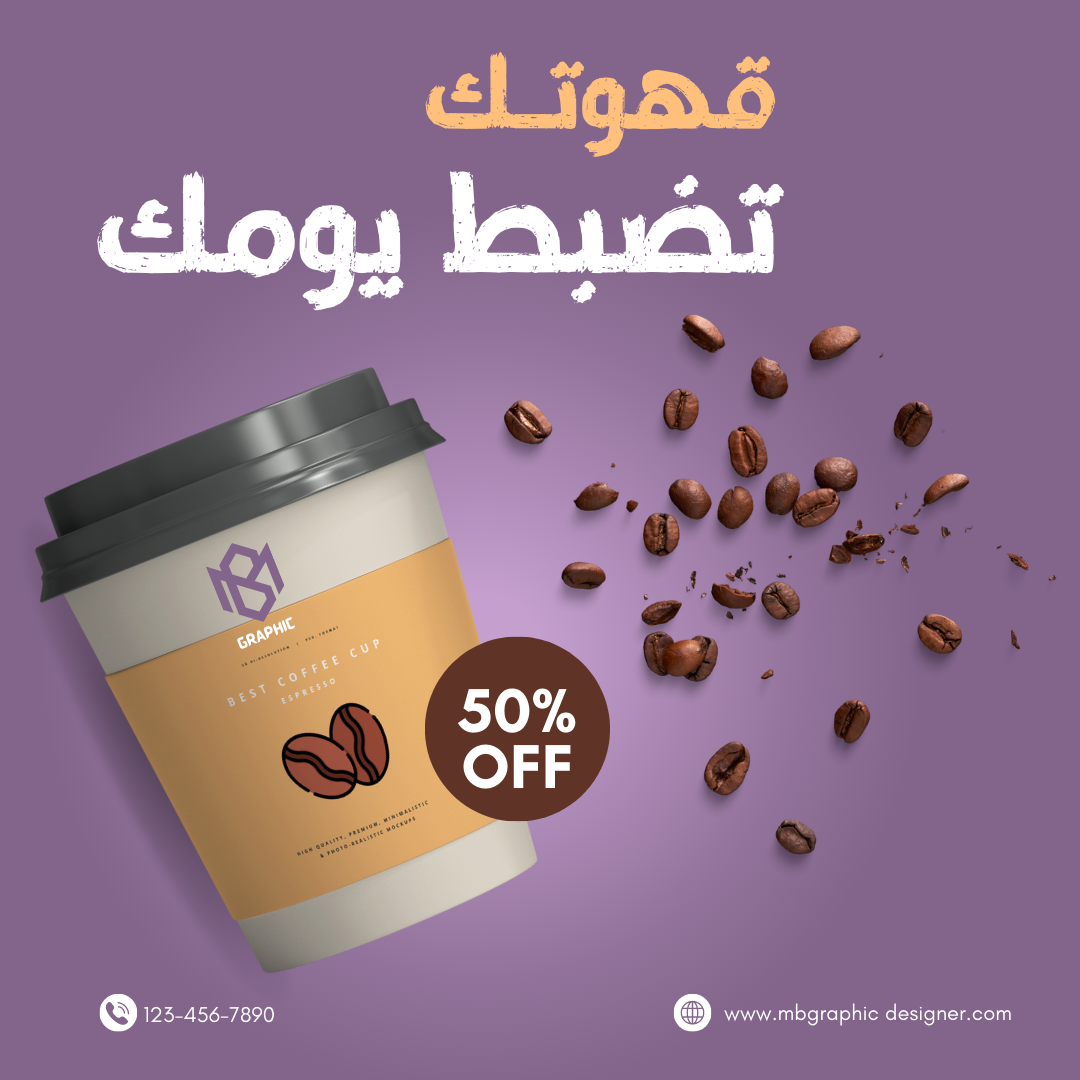 قهوتك
تضبط يومك
GRAPHIC
BEST COFFEE CUP
ESPRESSO
HIGH QUALITY, PREMIUM, MINIMALISTIC
& PHOTO-REALISTIC MOCKUPS
50%
OFF
123-456-7890
www.mbgraphic designer.com